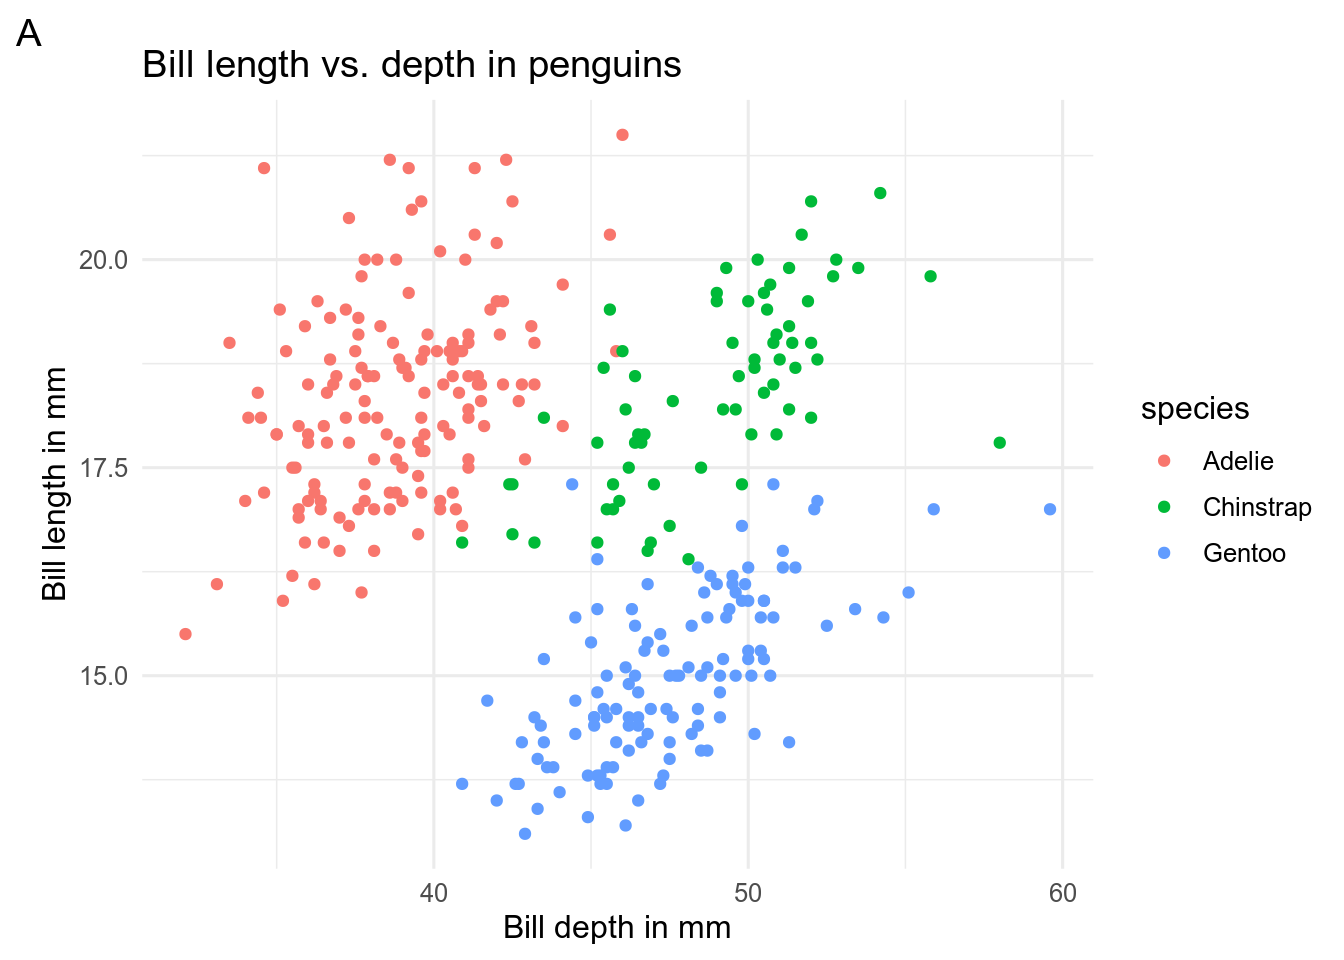 A
Bill length vs. depth in penguins
20.0
17.5
15.0
Bill length in mm
40
50
60
Bill depth in mm
species
Adelie
Chinstrap
Gentoo